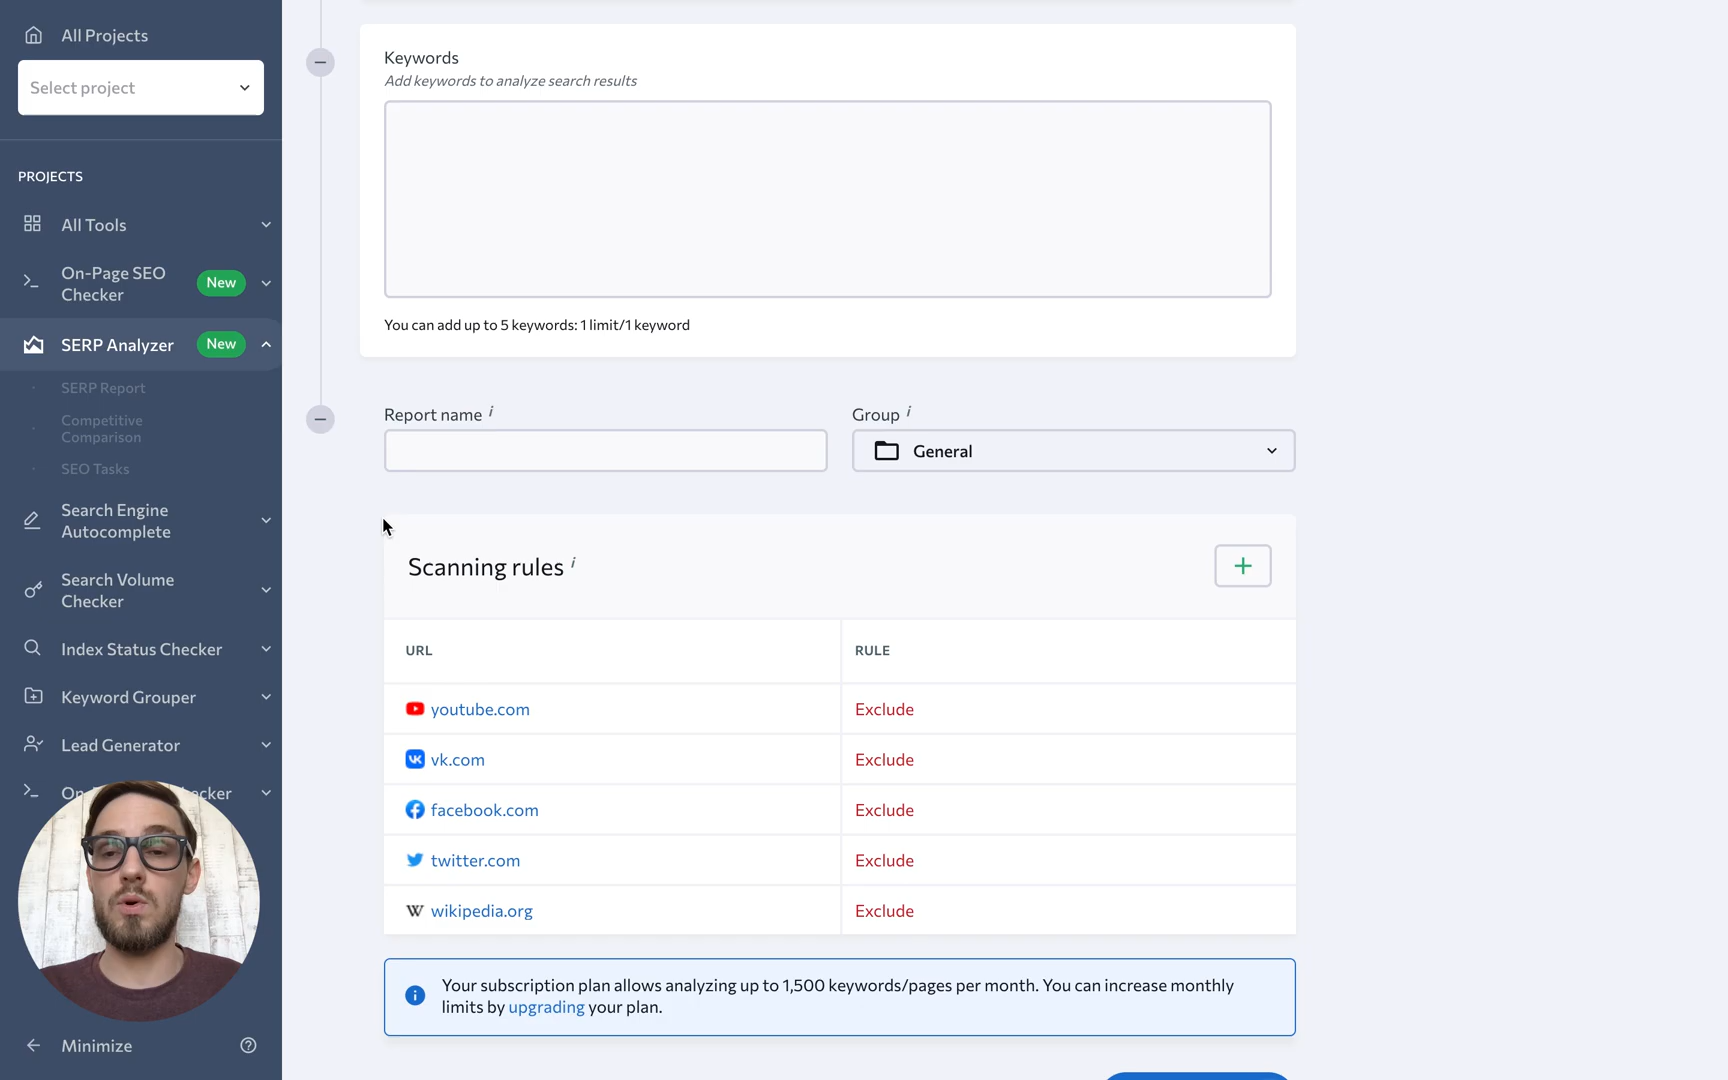 All Projects
Select project
PROJECTS
All Tools
On-Page SEO
Checker
New
SERP Analyzer
New
SERP Report
Competitive
Comparison
SEO Tasks
Search Engine
Autocomplete
Search Volume
Checker
Index Status Checker
Keyword Grouper
Lead Generator
Minimize
Keywords
Add keywords to analyze search results
You can add up to 5 keywords: 1 limit/1 keyword
Report name i
Group i
General
Scanning rules i
URL
RULE
youtube.com
Exclude
vk.com
Exclude
facebook.com
Exclude
twitter.com
Exclude
wikipedia.org
Exclude
Your subscription plan allows analyzing up to 1,500 keywords/pages per month. You can increase monthly
limits by upgrading your plan.